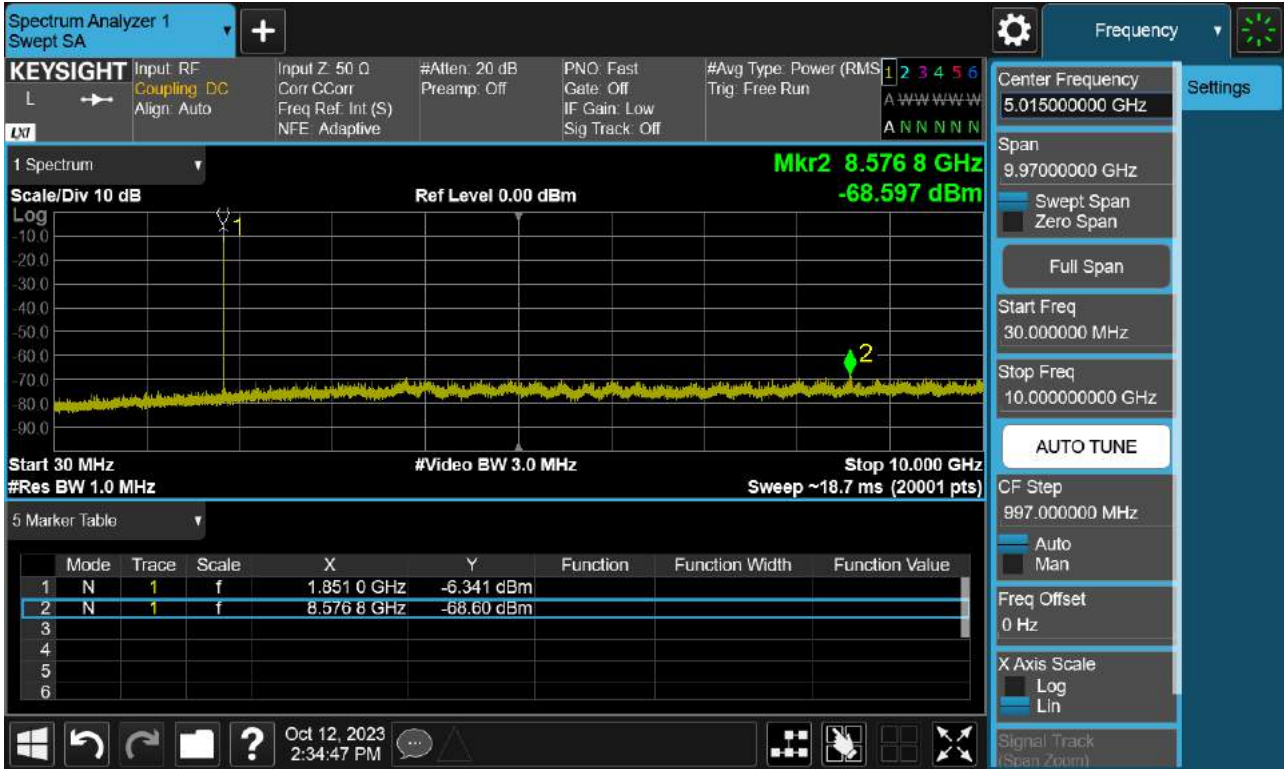 Spectrum Analyzer 1
Swept SA
+
Frequency
KEYSIGHT
L
LXI
Input: RF
Coupling: DC
Align: Auto
Input Z: 50 Ω
Corr CCorr
Freq Ref: Int (S)
NFE: Adaptive
#Atten: 20 dB
Preamp: Off
PNO: Fast
Gate: Off
IF Gain: Low
Sig Track: Off
#Avg Type: Power (RMS
Trig: Free Run
1 2 3 4 5 6
A W W W W W
A N N N N N
1 Spectrum
Scale/Div 10 dB
Ref Level 0.00 dBm
Mkr2 8.576 8 GHz
-68.597 dBm
Log
-10.0
-20.0
-30.0
-40.0
-50.0
-60.0
-70.0
-80.0
-90.0
1
2
Start 30 MHz
#Video BW 3.0 MHz
Stop 10.000 GHz
#Res BW 1.0 MHz
Sweep ~18.7 ms (20001 pts)
5 Marker Table
Mode Trace Scale X Y Function Function Width Function Value
1 N 1 f 1.851 0 GHz -6.341 dBm
2 N 1 f 8.576 8 GHz -68.60 dBm
3
4
5
6
Oct 12, 2023
2:34:47 PM
?
Settings
Center Frequency
5.015000000 GHz
Span
9.97000000 GHz
Swept Span
Zero Span
Full Span
Start Freq
30.000000 MHz
Stop Freq
10.000000000 GHz
AUTO TUNE
CF Step
997.000000 MHz
Auto
Man
Freq Offset
0 Hz
X Axis Scale
Log
Lin
Signal Track
(Span Zoom)